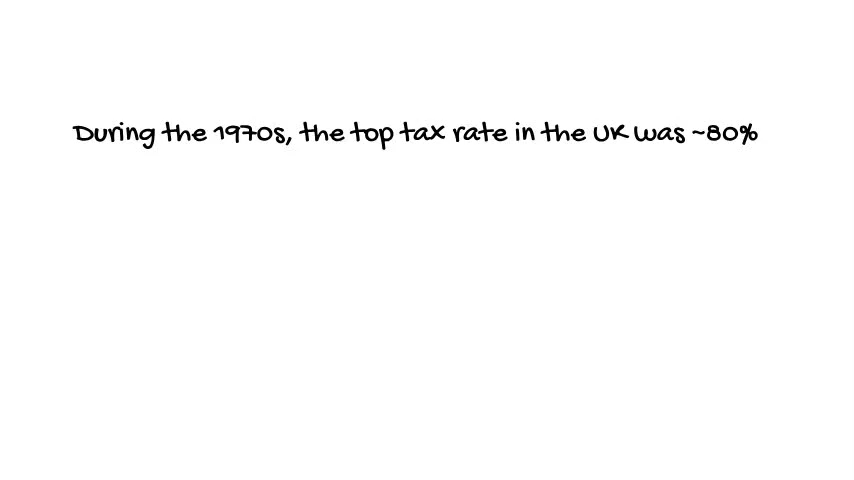 During the 1970s, the top tax rate in the UK was ~80%